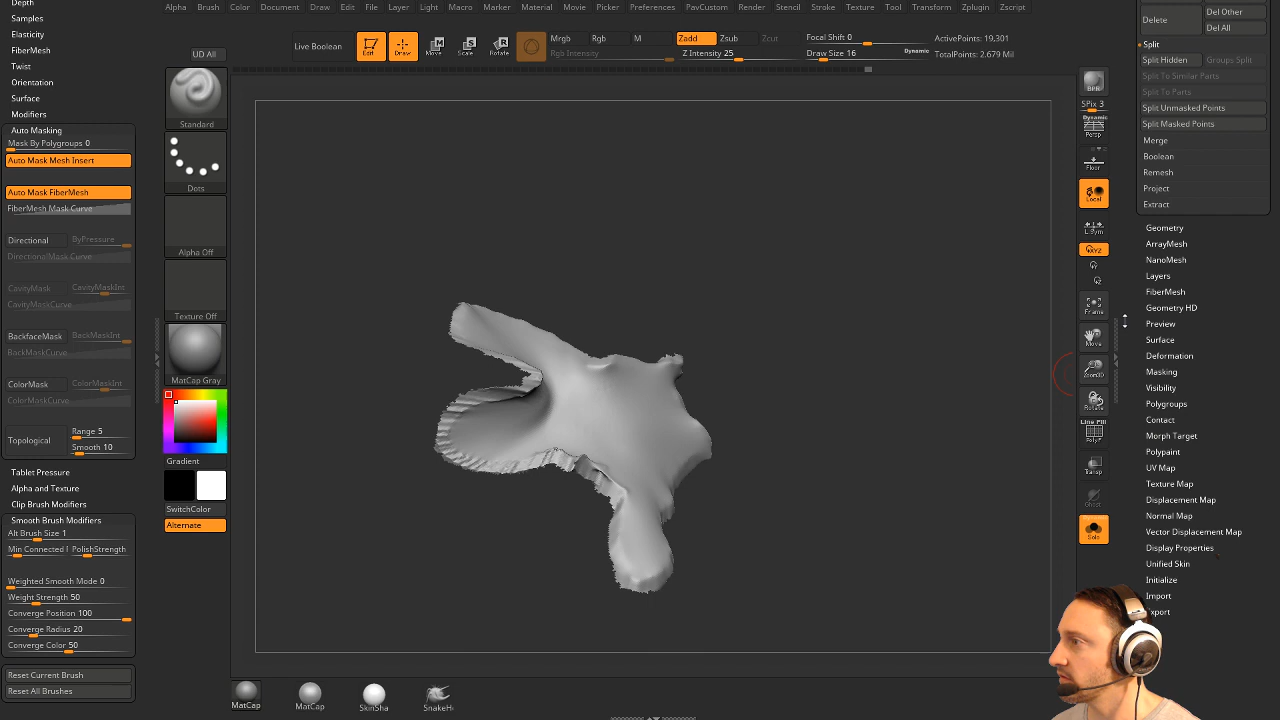 Alpha Brush Color Document Draw Edit File Layer Light Macro Marker Material Movie Picker Preferences PavCustom Render Stencil Stroke Texture Tool Transform Zplugin Zscript
Depth
Samples
Elasticity
FiberMesh
Twist
Orientation
Surface
Modifiers
Auto Masking
Mask By Polygroups 0
Auto Mask Mesh Insert
Auto Mask FiberMesh
FiberMesh Mask Curve
Directional ByPressure
Directional Mask Curve
CavityMask CavityMaskInt
CavityMaskCurve
BackfaceMask BackMaskInt
BackMaskCurve
ColorMask ColorMaskInt
ColorMaskCurve
Topological
Range 5
Smooth 10
Tablet Pressure
Alpha and Texture
Clip Brush Modifiers
Smooth Brush Modifiers
Alt Brush Size 1
Min Connected PolishStrength
Weighted Smooth Mode 0
Weight Strength 50
Converge Position 100
Converge Radius 20
Converge Color 50
Reset Current Brush
Reset All Brushes
UD All
Standard
Dots
Alpha Off
Texture Off
MatCap Gray
Gradient
SwitchColor
Alternate
Live Boolean
Edit
Draw
Move
Scale
Rotate
Mrgb Rgb M
Rgb Intensity
Zadd Zsub Zcut
Z Intensity 25
Focal Shift 0
Draw Size 16
Dynamic
ActivePoints: 19,301
TotalPoints: 2.679 Mil
MatCap
MatCap
SkinSha
SnakeH
BPR
SPix 3
Dynamic
Persp
Floor
Local
L.Sym
XYZ
Frame
Move
Zoom3D
Rotate
Line Fill
PolyF
Transp
Ghost
Solo
Delete
Del Other
Del All
Split
Split Hidden Groups Split
Split To Similar Parts
Split To Parts
Split Unmasked Points
Split Masked Points
Merge
Boolean
Remesh
Project
Extract
Geometry
ArrayMesh
NanoMesh
Layers
FiberMesh
Geometry HD
Preview
Surface
Deformation
Masking
Visibility
Polygroups
Contact
Morph Target
Polypaint
UV Map
Texture Map
Displacement Map
Normal Map
Vector Displacement Map
Display Properties
Unified Skin
Initialize
Import
Export